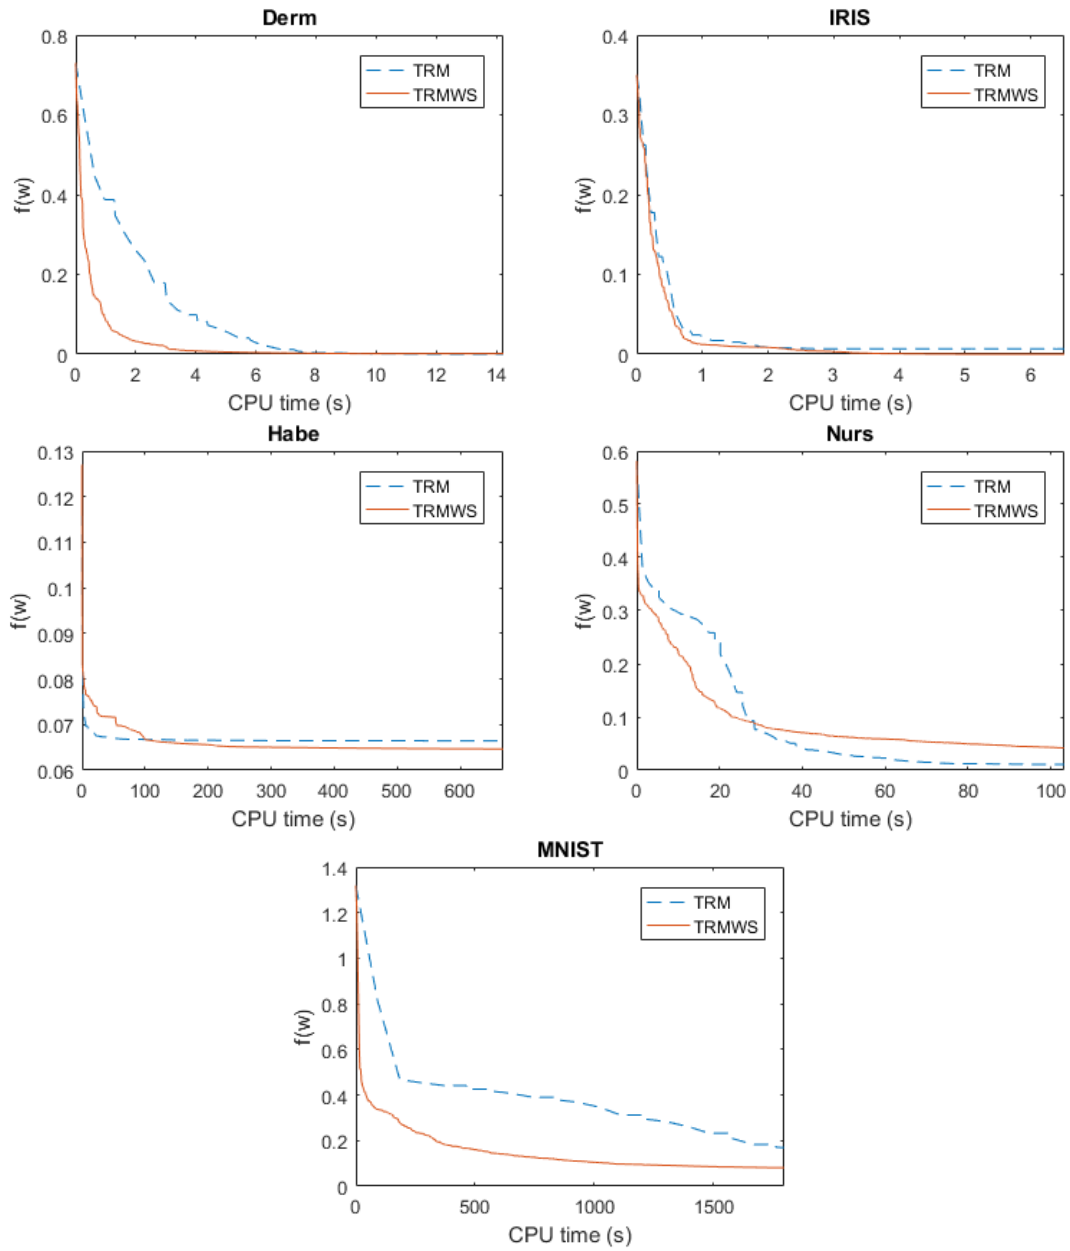 Derm
0.8
0.6
0.4
0.2
0
f(w)
TRM
TRMWS
0 2 4 6 8 10 12 14
CPU time (s)
IRIS
0.4
0.3
0.2
0.1
0
f(w)
TRM
TRMWS
0 1 2 3 4 5 6
CPU time (s)
Habe
0.13
0.12
0.11
0.1
0.09
0.08
0.07
0.06
f(w)
TRM
TRMWS
0 100 200 300 400 500 600
CPU time (s)
Nurs
0.6
0.5
0.4
0.3
0.2
0.1
0
f(w)
TRM
TRMWS
0 20 40 60 80 100
CPU time (s)
MNIST
1.4
1.2
1
0.8
0.6
0.4
0.2
0
f(w)
TRM
TRMWS
0 500 1000 1500
CPU time (s)